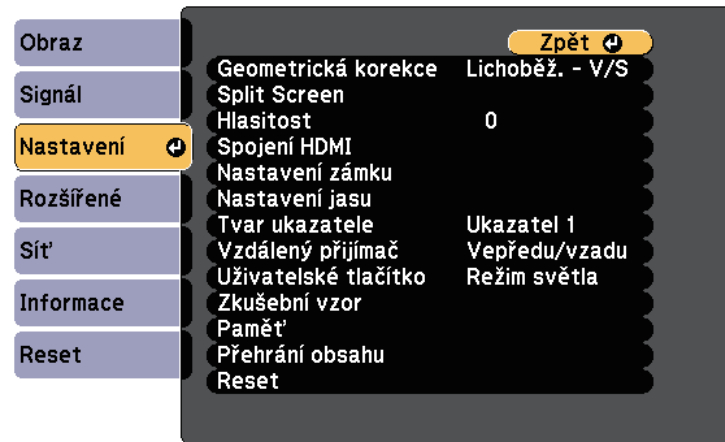 Obraz
Signál
Nastavení
Rozšířené
Síť
Informace
Reset
Zpět
Geometrická korekce Lichoběž. - V/S
Split Screen
Hlasitost 0
Spojení HDMI
Nastavení zámku
Nastavení jasu
Tvar ukazatele Ukazatel 1
Vzdálený přijímač Vepředu/vzadu
Uživatelské tlačítko Režim světla
Zkušební vzor
Paměť
Přehrání obsahu
Reset